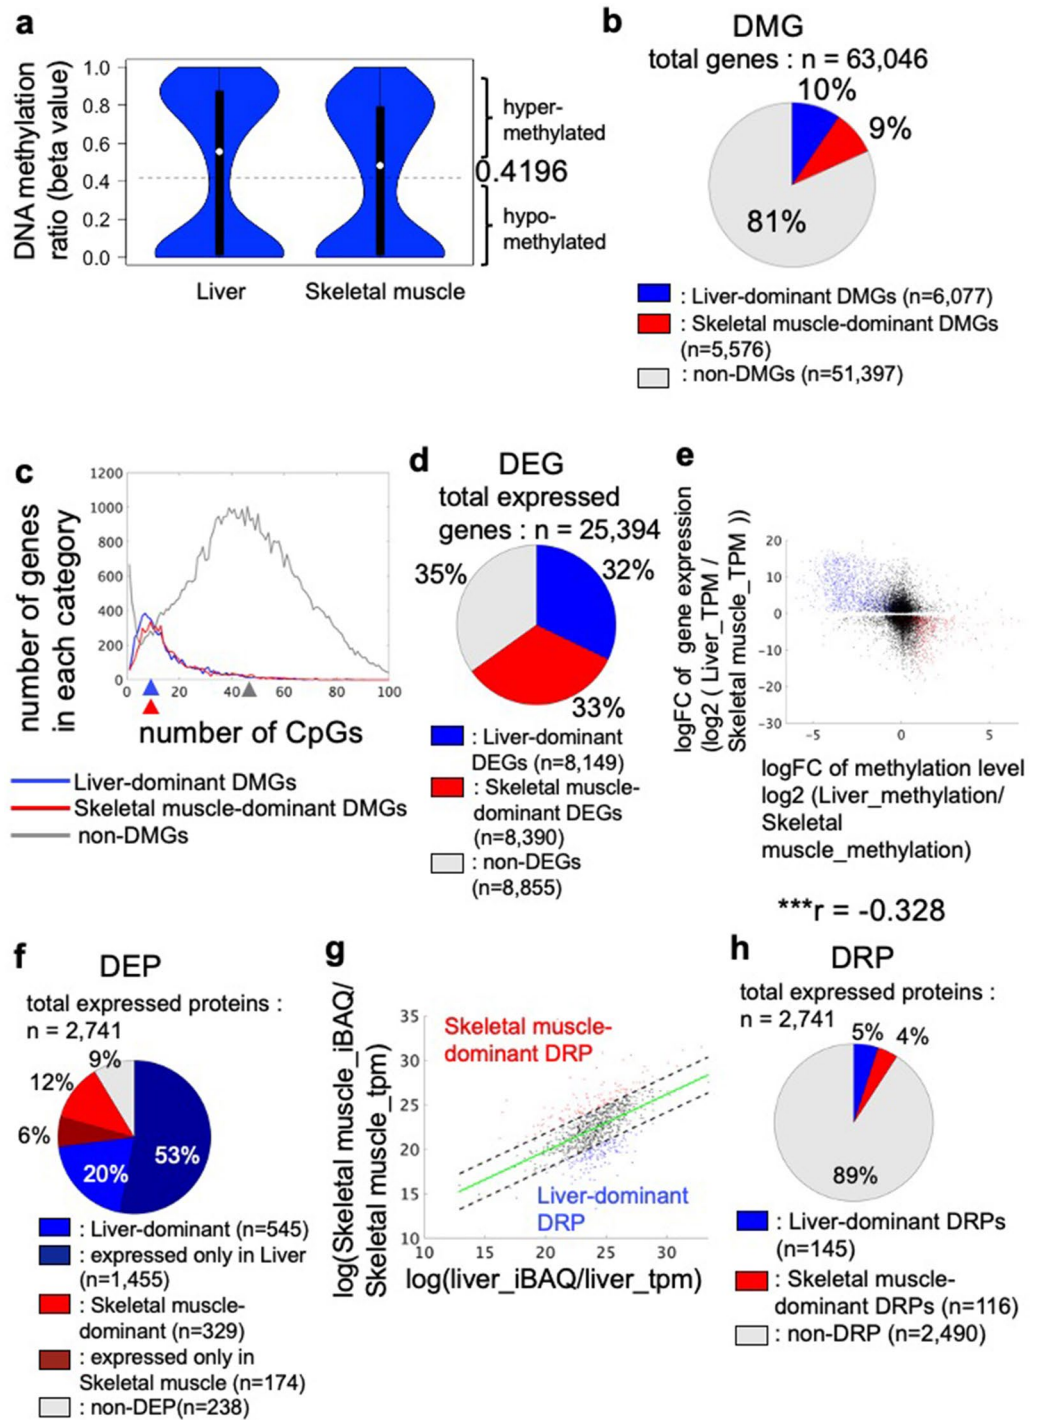 a
DNA methylation
ratio (beta value)
1.0
0.8
0.6
0.4
0.2
0.0
Liver
Skeletal muscle
hyper-
methylated
0.4196
hypo-
methylated
b
DMG
total genes : n = 63,046
10%
9%
81%
: Liver-dominant DMGs (n=6,077)
: Skeletal muscle-dominant DMGs
(n=5,576)
: non-DMGs (n=51,397)
c
number of genes
in each category
1200
1000
800
600
400
200
0
0 20 40 60 80 100
number of CpGs
Liver-dominant DMGs
Skeletal muscle-dominant DMGs
non-DMGs
d
DEG
total expressed
genes : n = 25,394
35%
32%
33%
: Liver-dominant
DEGs (n=8,149)
: Skeletal muscle-
dominant DEGs
(n=8,390)
: non-DEGs
(n=8,855)
e
logFC of gene expression
(log2 ( Liver_TPM /
Skeletal muscle_TPM ))
20
10
0
-10
-20
-30
-5 0 5
logFC of methylation level
log2 (Liver_methylation/
Skeletal
muscle_methylation)
***r = -0.328
f
DEP
total expressed proteins :
n = 2,741
9%
12%
6%
20%
53%
: Liver-dominant (n=545)
: expressed only in Liver
(n=1,455)
: Skeletal muscle-
dominant (n=329)
: expressed only in
Skeletal muscle (n=174)
: non-DEP(n=238)
g
log(Skeletal muscle_iBAQ/
Skeletal muscle_tpm)
35
30
25
20
15
10
Skeletal muscle-
dominant DRP
Liver-dominant
DRP
10 15 20 25 30
log(liver_iBAQ/liver_tpm)
h
DRP
total expressed proteins :
n = 2,741
5%
4%
89%
: Liver-dominant DRPs
(n=145)
: Skeletal muscle-
dominant DRPs (n=116)
: non-DRP (n=2,490)